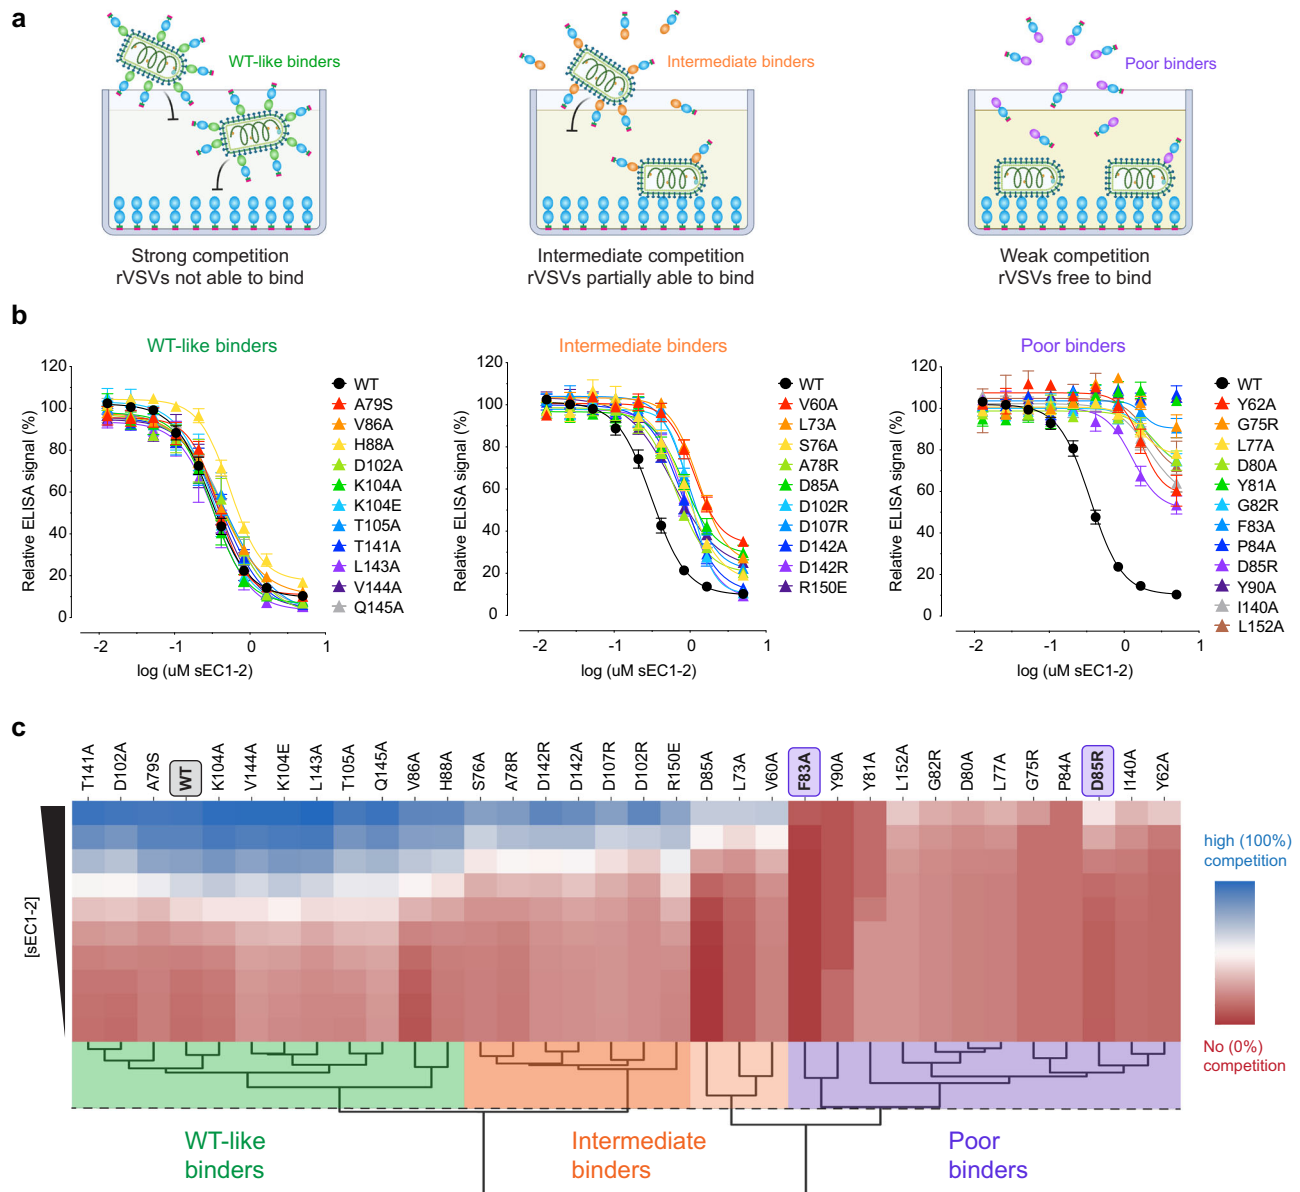 a
WT-like binders
Intermediate binders
Poor binders
Strong competition
rVSVs not able to bind
Intermediate competition
rVSVs partially able to bind
Weak competition
rVSVs free to bind
b
WT-like binders
Relative ELISA signal (%)
120
100
80
60
40
20
0
-2
-1
0
1
log (uM sEC1-2)
WT
A79S
V86A
H88A
D102A
K104A
K104E
T105A
T141A
L143A
V144A
Q145A
Intermediate binders
Relative ELISA signal (%)
120
100
80
60
40
20
0
-2
-1
0
1
log (uM sEC1-2)
WT
V60A
L73A
S76A
A78R
D85A
D102R
D107R
D142A
D142R
R150E
Poor binders
Relative ELISA signal (%)
120
100
80
60
40
20
0
-2
-1
0
1
log (uM sEC1-2)
WT
Y62A
G75R
L77A
D80A
Y81A
G82R
F83A
P84A
D85R
Y90A
I140A
L152A
c
T141A
D102A
A79S
WT
K104A
V144A
K104E
L143A
T105A
Q145A
V86A
H88A
S76A
A78R
D142R
D142A
D107R
D102R
R150E
D85A
L73A
V60A
F83A
Y90A
Y81A
L152A
G82R
D80A
L77A
G75R
P84A
D85R
I140A
Y62A
[sEC1-2]
high (100%)
competition
No (0%)
competition
WT-like
binders
Intermediate
binders
Poor
binders